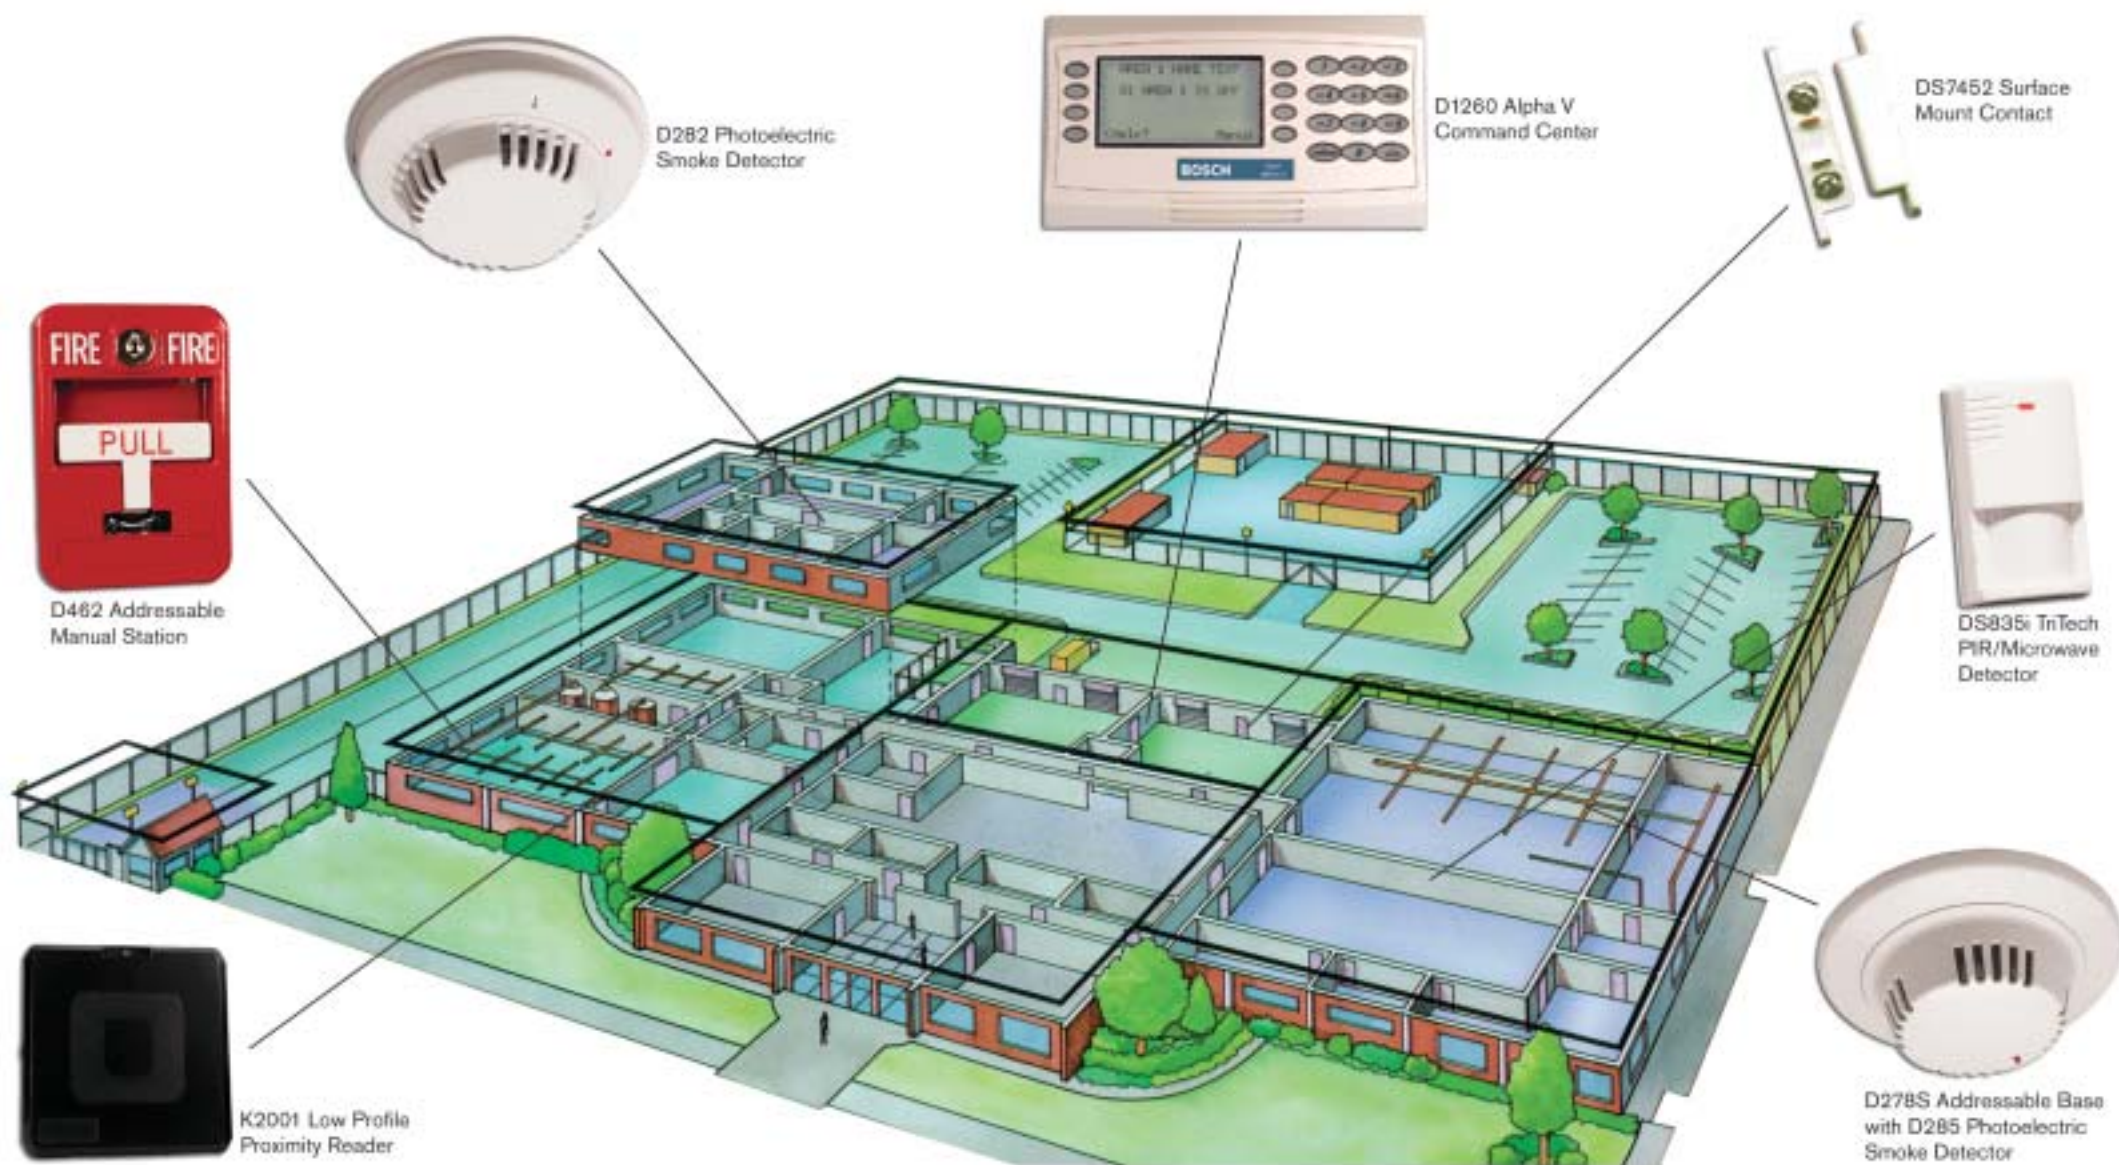 D282 Photoelectric
Smoke Detector
BOSCH
D1260 Alpha V
Command Center
DS7452 Surface
Mount Contact
FIRE FIRE
PULL
D462 Addressable
Manual Station
DS835i TriTech
PIR/Microwave
Detector
K2001 Low Profile
Proximity Reader
D278S Addressable Base
with D285 Photoelectric
Smoke Detector